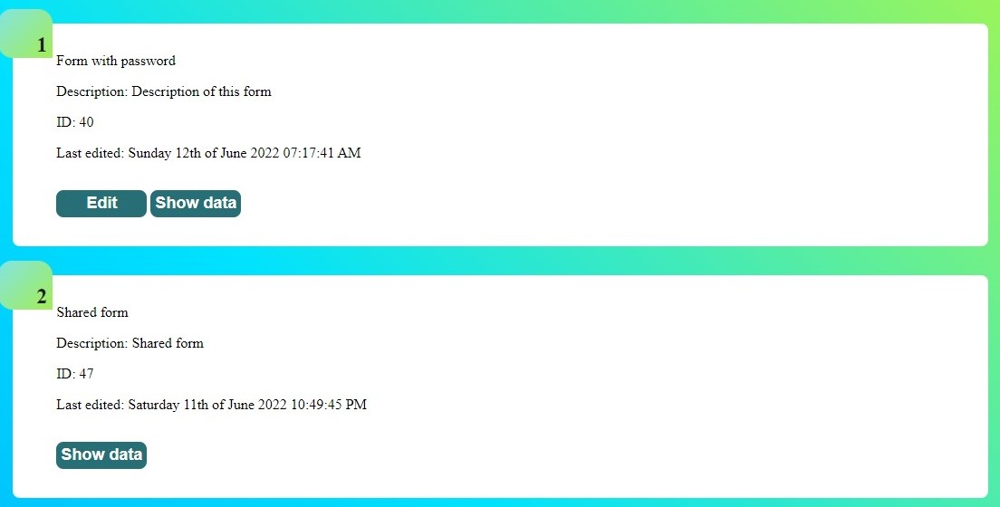 1
Form with password
Description: Description of this form
ID: 40
Last edited: Sunday 12th of June 2022 07:17:41 AM
Edit Show data
2
Shared form
Description: Shared form
ID: 47
Last edited: Saturday 11th of June 2022 10:49:45 PM
Show data